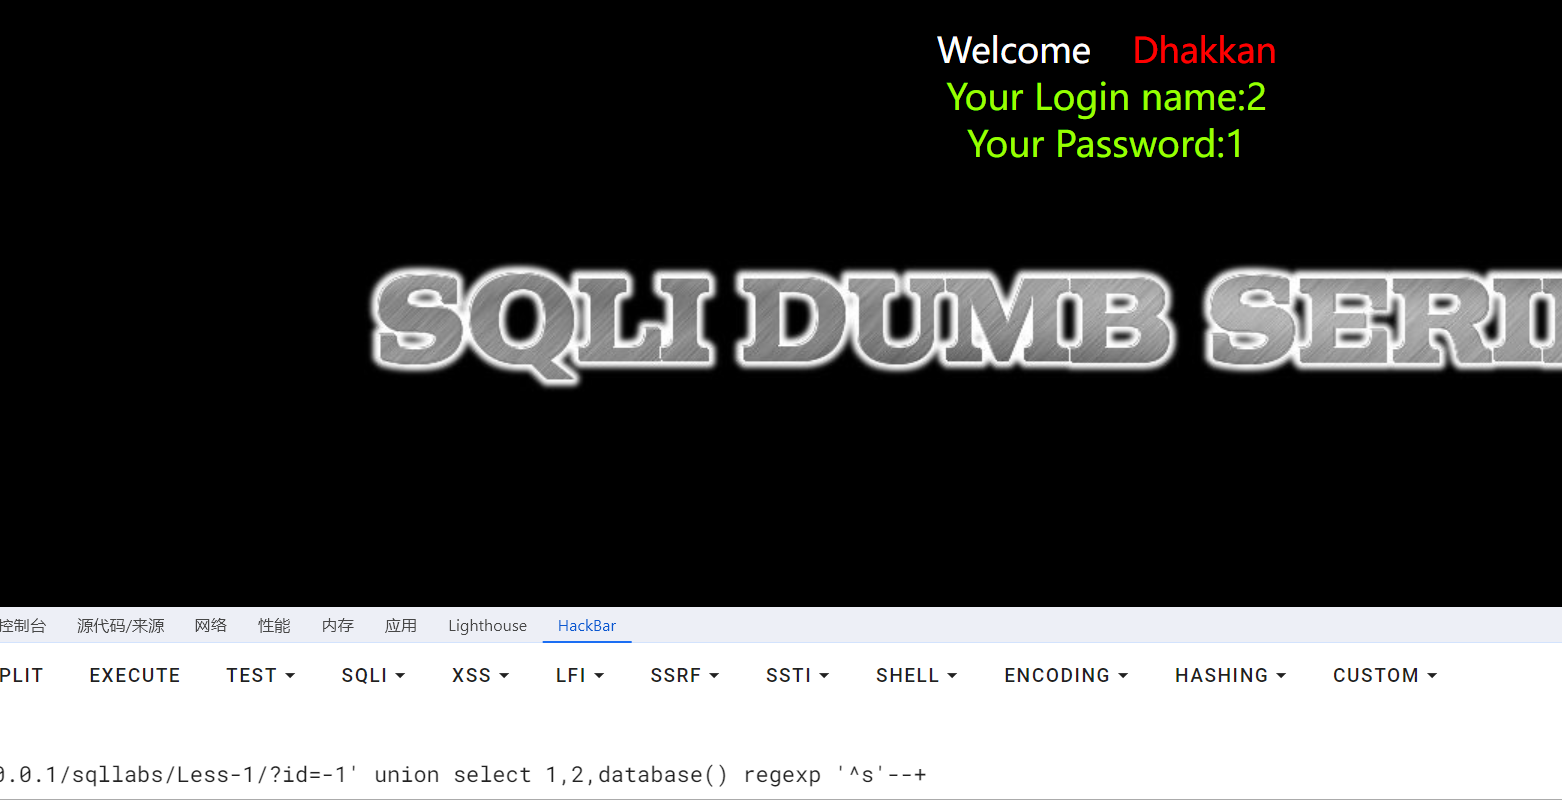 Welcome Dhakkan
Your Login name:2
Your Password:1
SQLI DUMB SERI
控制台 源代码/来源 网络 性能 内存 应用 Lighthouse HackBar
PLIT EXECUTE TEST SQLI XSS LFI SSRF SSTI SHELL ENCODING HASHING CUSTOM
0.0.1/sqllabs/Less-1/?id=-1' union select 1,2,database() regexp '^s'--+